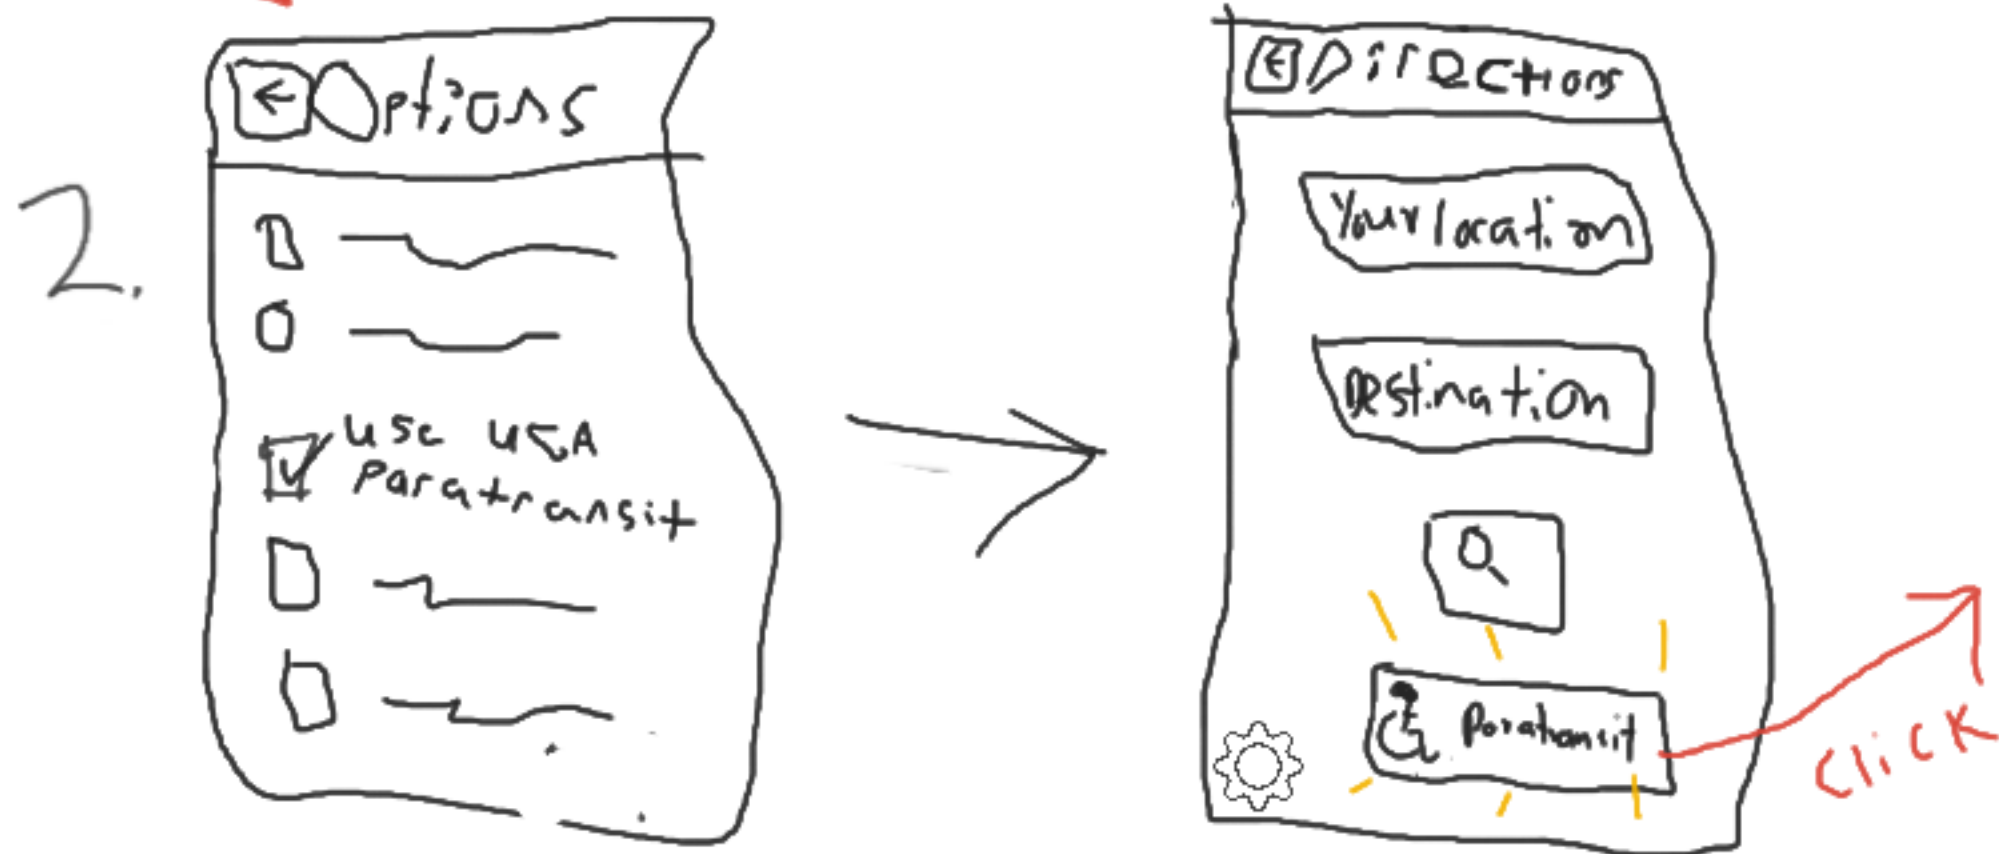 2.
Options
use USA
paratransit
Directions
Your location
Destination
Paratransit
click